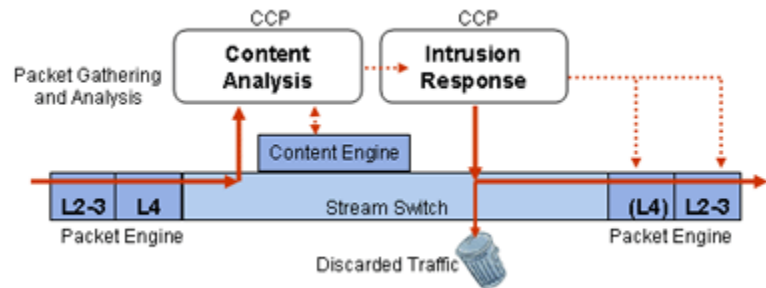 CCP
CCP
Content
Analysis
Intrusion
Response
Packet Gathering
and Analysis
Content Engine
L2-3
L4
Stream Switch
(L4)
L2-3
Packet Engine
Packet Engine
Discarded Traffic